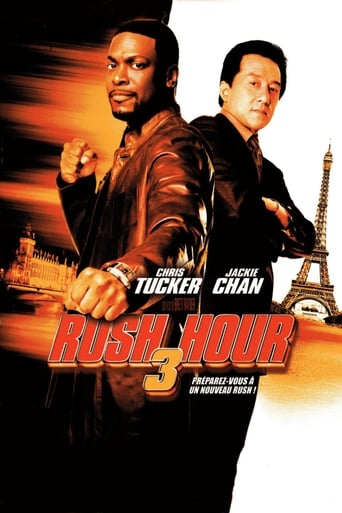 CHRIS
TUCKER
JACKIE
CHAN
RUSH HOUR
3
PRÉPAREZ-VOUS À
UN NOUVEAU RUSH !